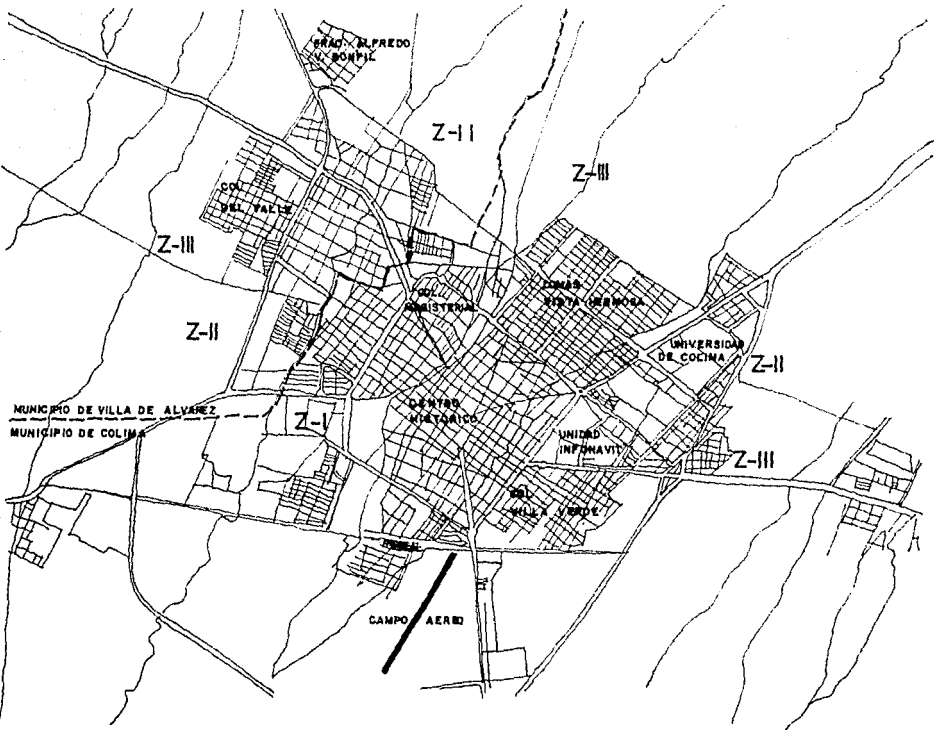 FRAC. ALFREDO
V. BONFIL
Z-II
Z-III
COL.
DEL VALLE
Z-III
COL.
MAGISTERIAL
LOMAS
VISTA HERMOSA
Z-II
UNIVERSIDAD
DE COLIMA
Z-II
MUNICIPIO DE VILLA DE ALVAREZ
MUNICIPIO DE COLIMA
CENTRO
HISTORICO
Z-I
UNIDAD
INFONAVIT
Z-III
COL.
VILLA VERDE
CAMPO AEREO